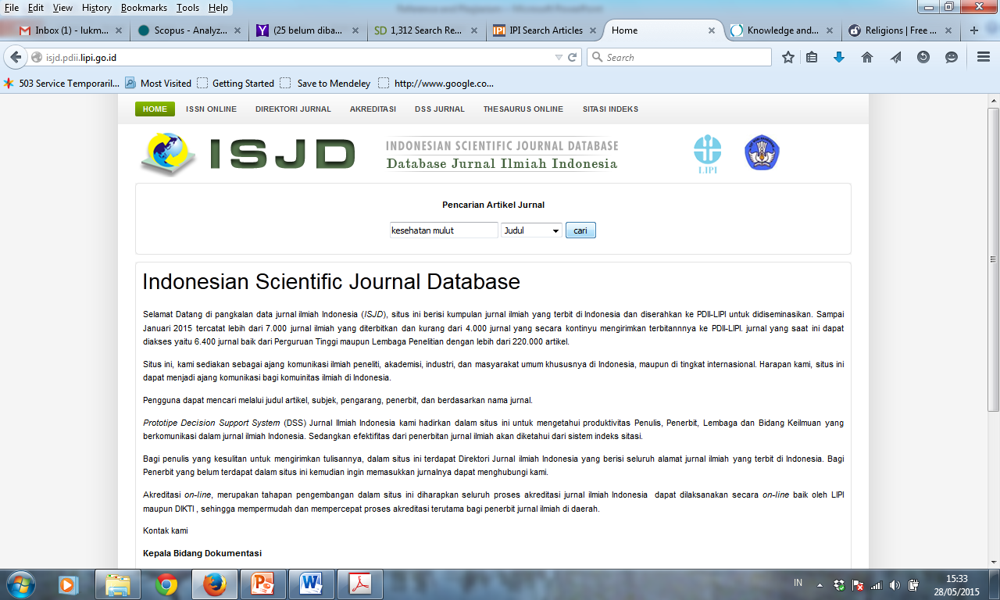 File Edit View History Bookmarks Tools Help
Inbox (1) - lukm... Scopus - Analyz... (25 belum diba... SD 1,312 Search Re... IPI IPI Search Articles Home Knowledge and... Religions | Free ...
isjd.pdii.lipi.go.id Search
503 Service Temporaril... Most Visited Getting Started Save to Mendeley http://www.google.co...
HOME ISSN ONLINE DIREKTORI JURNAL AKREDITASI DSS JURNAL THESAURUS ONLINE SITASI INDEKS
ISJD INDONESIAN SCIENTIFIC JOURNAL DATABASE
Database Jurnal Ilmiah Indonesia
LIPI
Pencarian Artikel Jurnal
kesehatan mulut Judul cari
Indonesian Scientific Journal Database
Selamat Datang di pangkalan data jurnal ilmiah Indonesia (ISJD), situs ini berisi kumpulan jurnal ilmiah yang terbit di Indonesia dan diserahkan ke PDII-LIPI untuk didiseminasikan. Sampai
Januari 2015 tercatat lebih dari 7.000 jurnal ilmiah yang diterbitkan dan kurang dari 4.000 jurnal yang secara kontinyu mengirimkan terbitannnya ke PDII-LIPI. jurnal yang saat ini dapat
diakses yaitu 6.400 jurnal baik dari Perguruan Tinggi maupun Lembaga Penelitian dengan lebih dari 220.000 artikel.
Situs ini, kami sediakan sebagai ajang komunikasi ilmiah peneliti, akademisi, industri, dan masyarakat umum khususnya di Indonesia, maupun di tingkat internasional. Harapan kami, situs ini
dapat menjadi ajang komunikasi bagi komuinitas ilmiah di Indonesia.
Pengguna dapat mencari melalui judul artikel, subjek, pengarang, penerbit, dan berdasarkan nama jurnal.
Prototipe Decision Support System (DSS) Jurnal Ilmiah Indonesia kami hadirkan dalam situs ini untuk mengetahui produktivitas Penulis, Penerbit, Lembaga dan Bidang Keilmuan yang
berkomunikasi dalam jurnal ilmiah Indonesia. Sedangkan efektifitas dari penerbitan jurnal ilmiah akan diketahui dari sistem indeks sitasi.
Bagi penulis yang kesulitan untuk mengirimkan tulisannya, dalam situs ini terdapat Direktori Jurnal ilmiah Indonesia yang berisi seluruh alamat jurnal ilmiah yang terbit di Indonesia. Bagi
Penerbit yang belum terdapat dalam situs ini kemudian ingin memasukkan jurnalnya dapat menghubungi kami.
Akreditasi on-line, merupakan tahapan pengembangan dalam situs ini diharapkan seluruh proses akreditasi jurnal ilmiah Indonesia dapat dilaksanakan secara on-line baik oleh LIPI
maupun DIKTI , sehingga mempermudah dan mempercepat proses akreditasi terutama bagi penerbit jurnal ilmiah di daerah.
Kontak kami
Kepala Bidang Dokumentasi
IN 15:33
28/05/2015